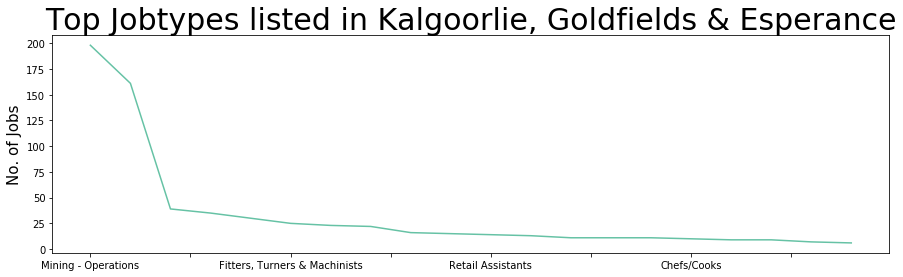 Top Jobtypes listed in Kalgoorlie, Goldfields & Esperance
No. of Jobs
200
175
150
125
100
75
50
25
0
Mining - Operations
Fitters, Turners & Machinists
Retail Assistants
Chefs/Cooks